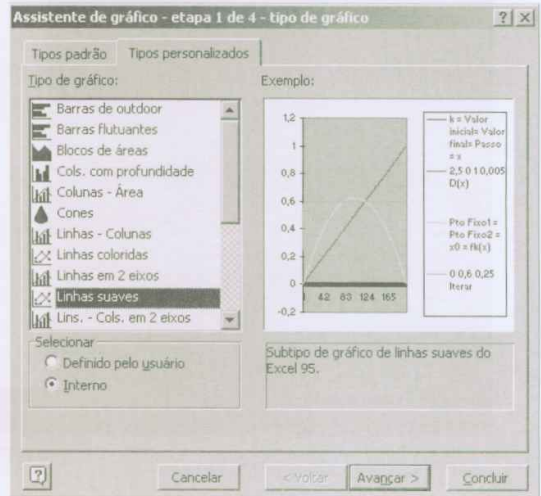 Assistente de gráfico - etapa 1 de 4 - tipo de gráfico
Tipos padrão
Tipos personalizados
Tipo de gráfico:
Barras de outdoor
Barras flutuantes
Blocos de áreas
Cols. com profundidade
Colunas - Área
Cones
Linhas - Colunas
Linhas coloridas
Linhas em 2 eixos
Linhas suaves
Lins. - Cols. em 2 eixos
Selecionar
Definido pelo usuário
Interno
Exemplo:
1,2
1
0,8
0,6
0,4
0,2
0
-0,2
1 42 83 124 165
k = Valor
inicial= Valor
final= Passo
= x
2,5 0 1 0,005
D(x)
Pto Fixo1 =
Pto Fixo2 =
x0 = fk(x)
0 0,6 0,25
Iterar
Subtipo de gráfico de linhas suaves do
Excel 95.
Cancelar
< Voltar
Avançar >
Concluir